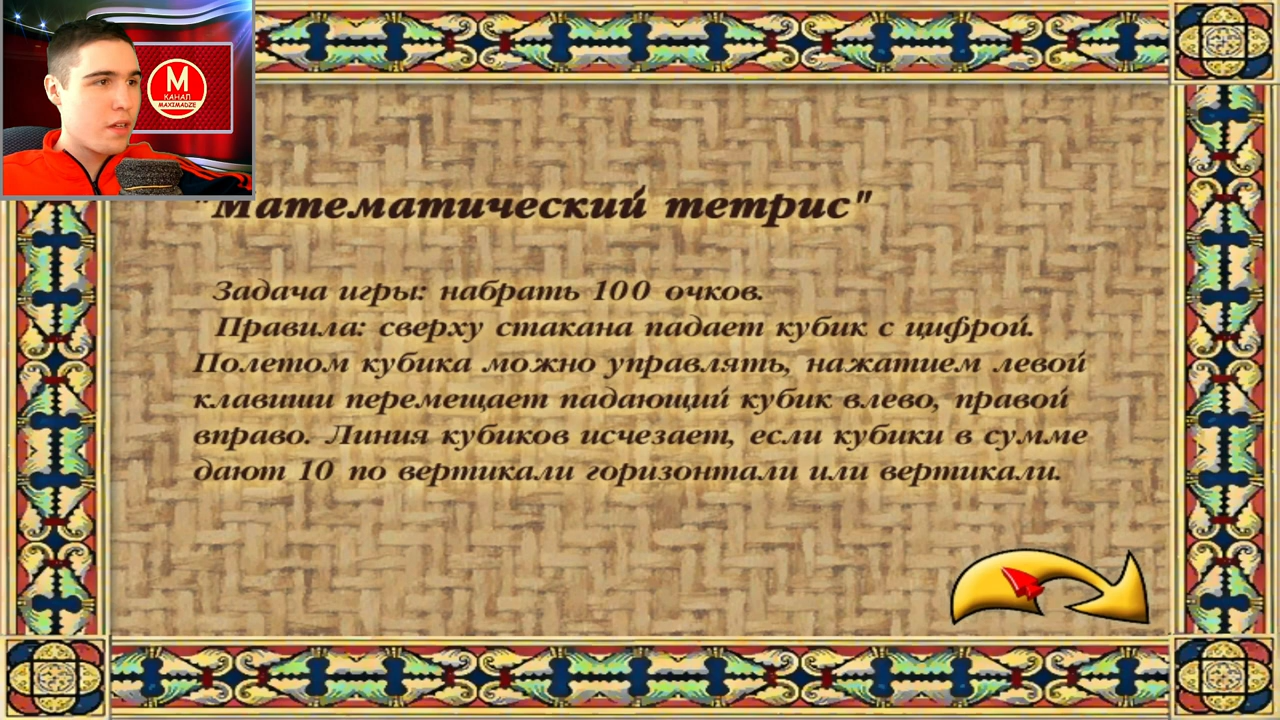 М
КАНАЛ
MAXIMADZE
"Математический тетрис"
Задача игры: набрать 100 очков.
Правила: сверху стакана падает кубик с цифрой.
Полетом кубика можно управлять, нажатием левой
клавиши перемещает падающий кубик влево, правой
вправо. Линия кубиков исчезает, если кубики в сумме
дают 10 по вертикали горизонтали или вертикали.